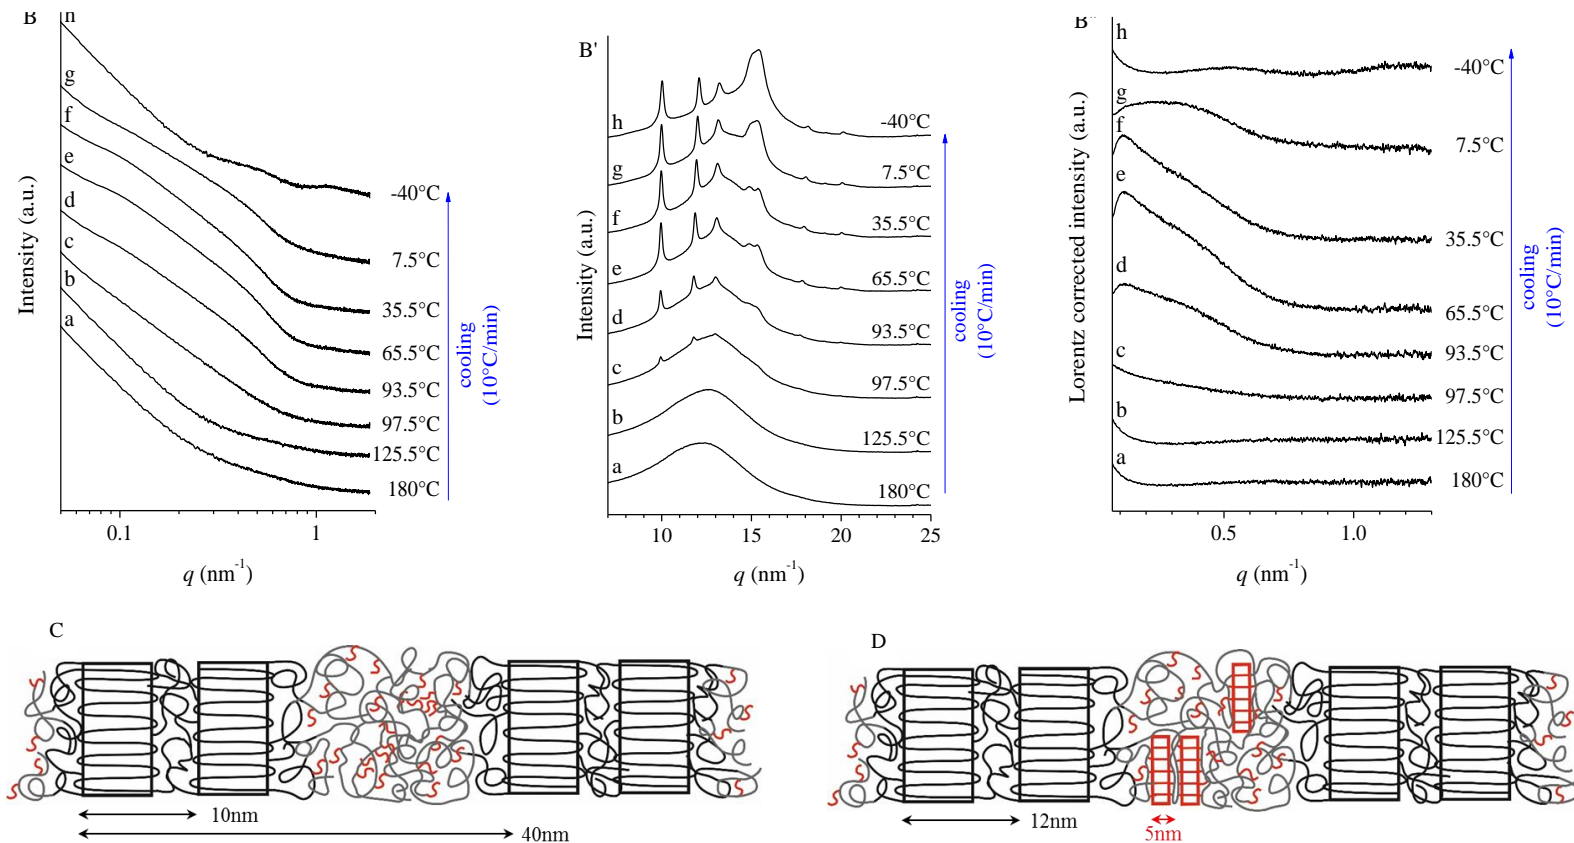 B
h
g
f
e
d
c
b
a
-40°C
7.5°C
35.5°C
65.5°C
93.5°C
97.5°C
125.5°C
180°C
Intensity (a.u.)
cooling
(10°C/min)
0.1
1
q (nm⁻¹)
B'
h
g
f
e
d
c
b
a
-40°C
7.5°C
35.5°C
65.5°C
93.5°C
97.5°C
125.5°C
180°C
Intensity (a.u.)
cooling
(10°C/min)
10
15
20
25
q (nm⁻¹)
B''
h
g
f
e
d
c
b
a
-40°C
7.5°C
35.5°C
65.5°C
93.5°C
97.5°C
125.5°C
180°C
Lorentz corrected intensity (a.u.)
cooling
(10°C/min)
0.5
1.0
q (nm⁻¹)
C
10nm
40nm
D
12nm
5nm